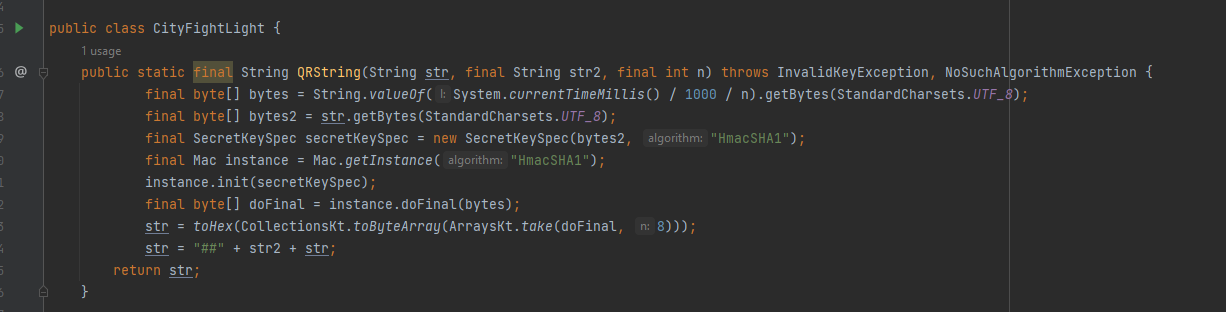 public class CityFightLight {
1 usage
@ public static final String QRString(String str, final String str2, final int n) throws InvalidKeyException, NoSuchAlgorithmException {
final byte[] bytes = String.valueOf( l: System.currentTimeMillis() / 1000 / n).getBytes(StandardCharsets.UTF_8);
final byte[] bytes2 = str.getBytes(StandardCharsets.UTF_8);
final SecretKeySpec secretKeySpec = new SecretKeySpec(bytes2, algorithm: "HmacSHA1");
final Mac instance = Mac.getInstance( algorithm: "HmacSHA1");
instance.init(secretKeySpec);
final byte[] doFinal = instance.doFinal(bytes);
str = toHex(CollectionsKt.toByteArray(ArraysKt.take(doFinal, n: 8)));
str = "##" + str2 + str;
return str;
}